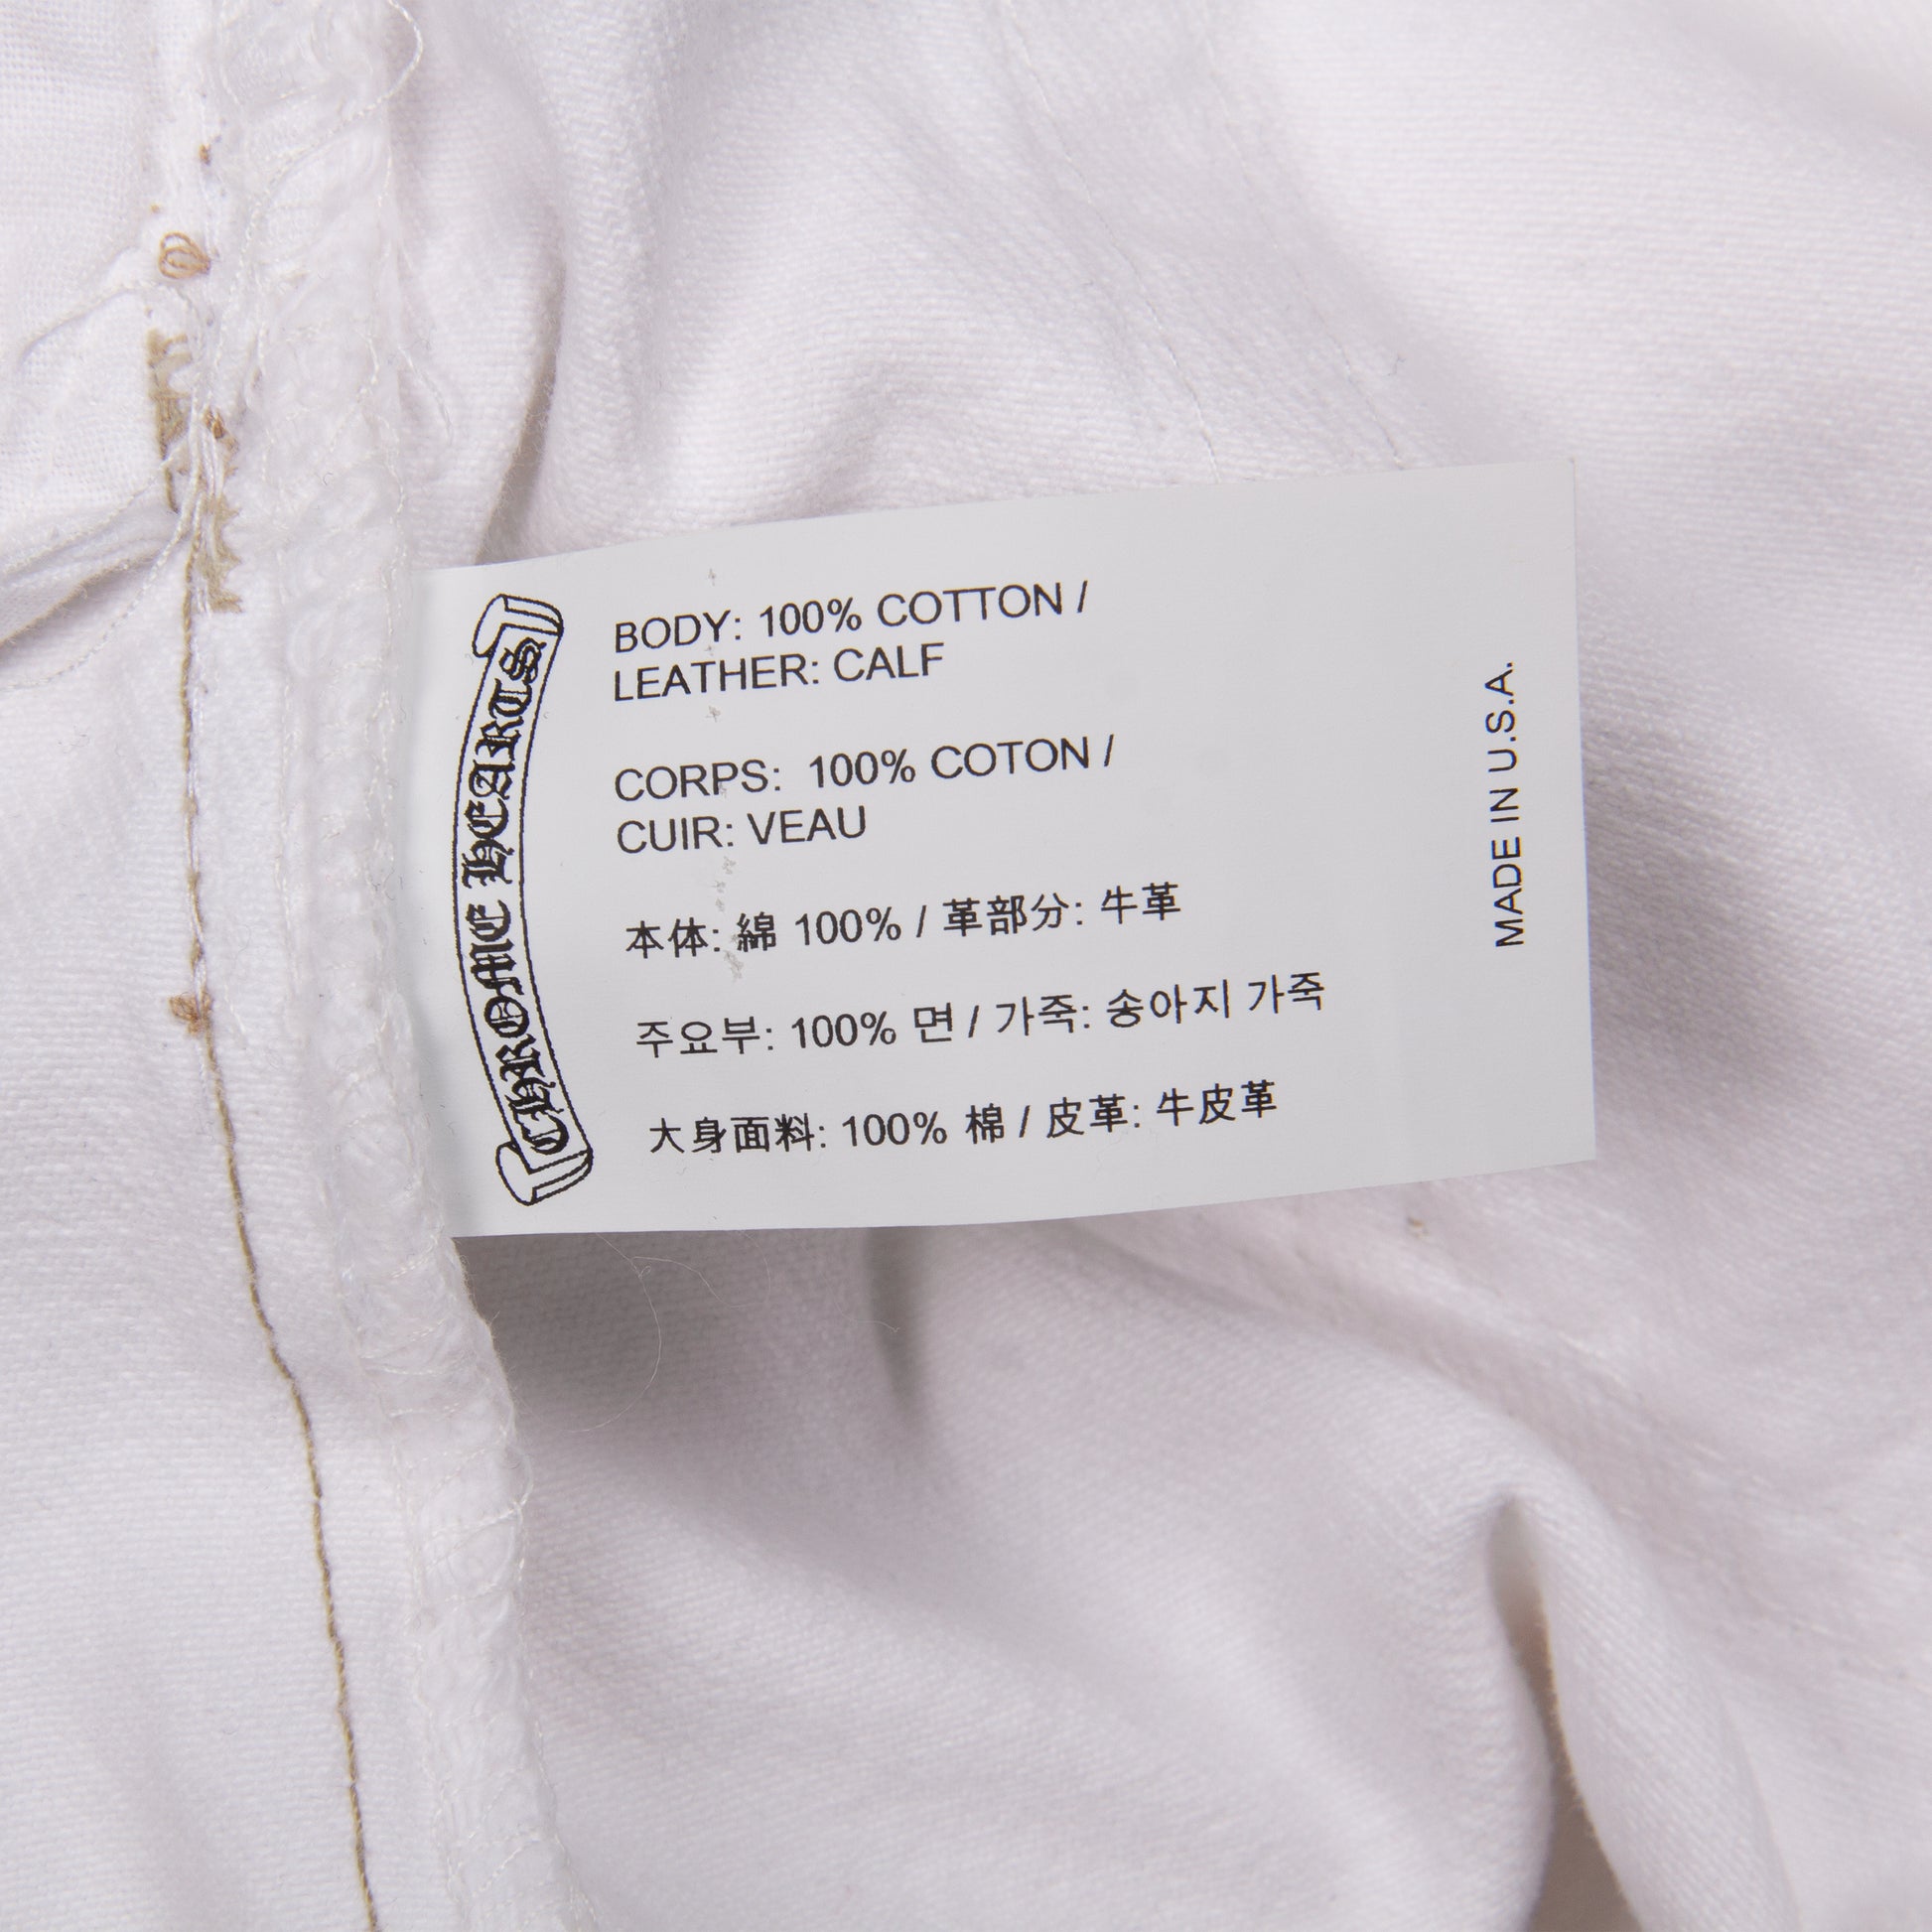 CHROME HEARTS
BODY: 100% COTTON /
LEATHER: CALF
CORPS: 100% COTON /
CUIR: VEAU
本体: 綿 100% / 革部分: 牛革
주요부: 100% 면 / 가죽: 송아지 가죽
大身面料: 100% 棉 / 皮革: 牛皮革
MADE IN U.S.A.